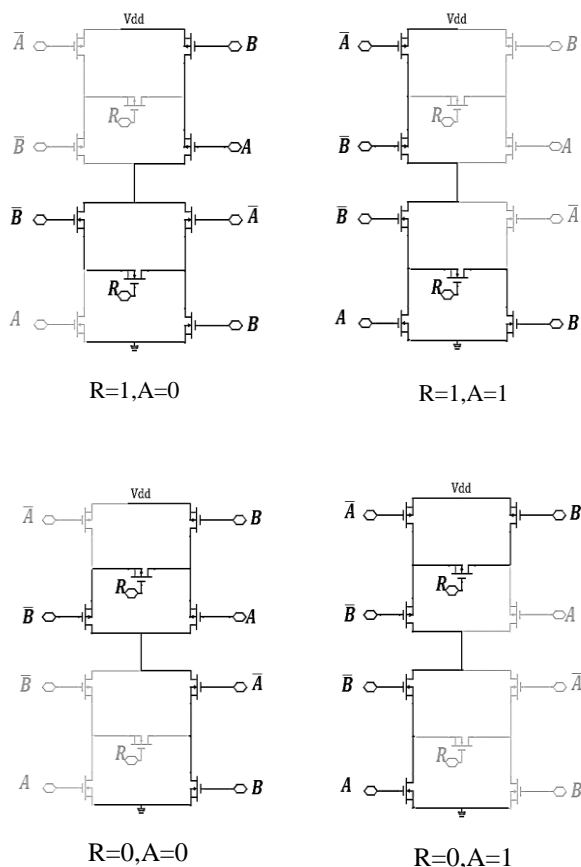 Vdd Vdd
A̅ B A̅ B
R R
B̅ A B̅ A
B̅ A̅ B̅ A̅
R R
A B A B
R=1,A=0 R=1,A=1
Vdd Vdd
A̅ B A̅ B
R R
B̅ A B̅ A
B̅ A̅ B̅ A̅
R R
A B A B
R=0,A=0 R=0,A=1